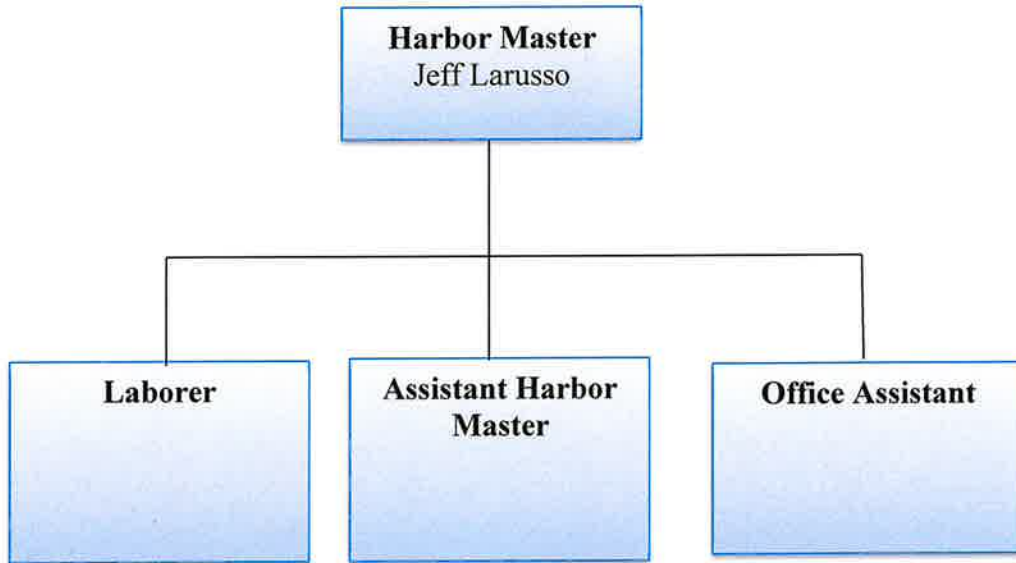 Harbor Master
Jeff Larusso
Laborer
Assistant Harbor
Master
Office Assistant